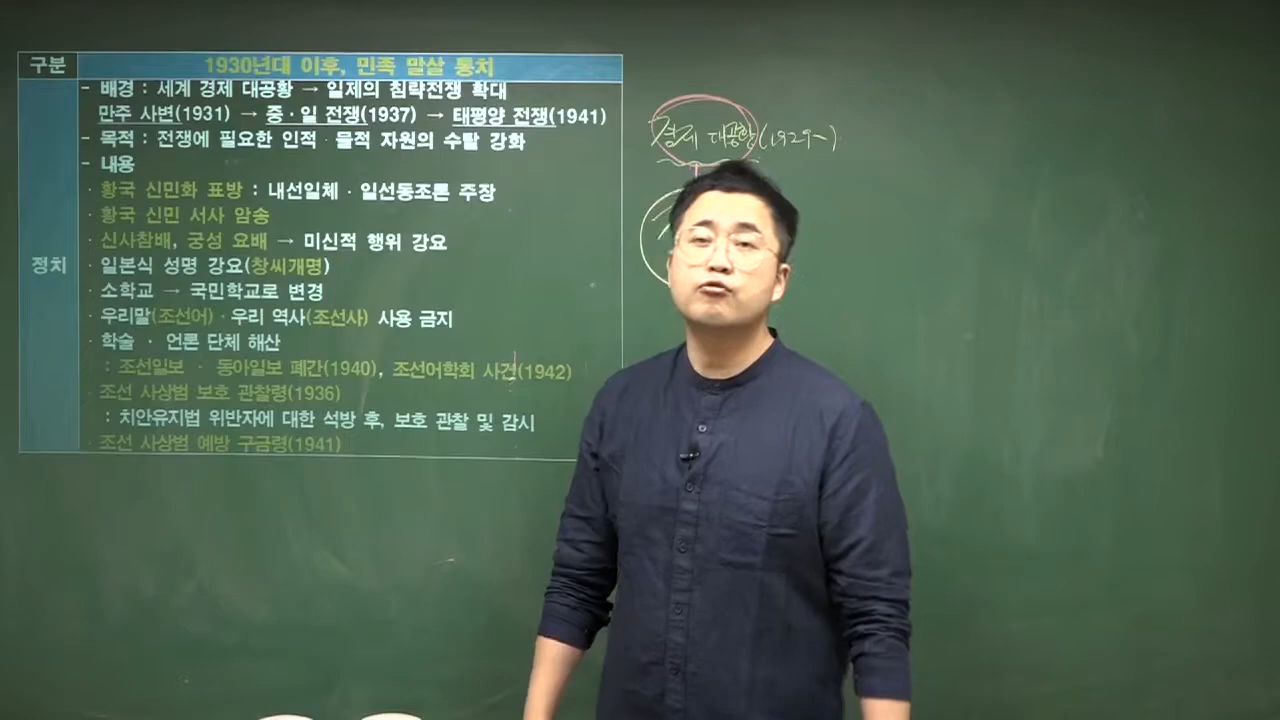 구분
1930년대 이후, 민족 말살 통치
정치
- 배경 : 세계 경제 대공황 → 일제의 침략전쟁 확대
만주 사변(1931) → 중·일 전쟁(1937) → 태평양 전쟁(1941)
- 목적 : 전쟁에 필요한 인적·물적 자원의 수탈 강화
- 내용
· 황국 신민화 표방 : 내선일체·일선동조론 주장
· 황국 신민 서사 암송
· 신사참배, 궁성 요배 → 미신적 행위 강요
· 일본식 성명 강요(창씨개명)
· 소학교 → 국민학교로 변경
· 우리말(조선어)·우리 역사(조선사) 사용 금지
· 학술 · 언론 단체 해산
: 조선일보 · 동아일보 폐간(1940), 조선어학회 사건(1942)
· 조선 사상범 보호 관찰령(1936)
: 치안유지법 위반자에 대한 석방 후, 보호 관찰 및 감시
· 조선 사상범 예방 구금령(1941)
경제 대공황(1929~)